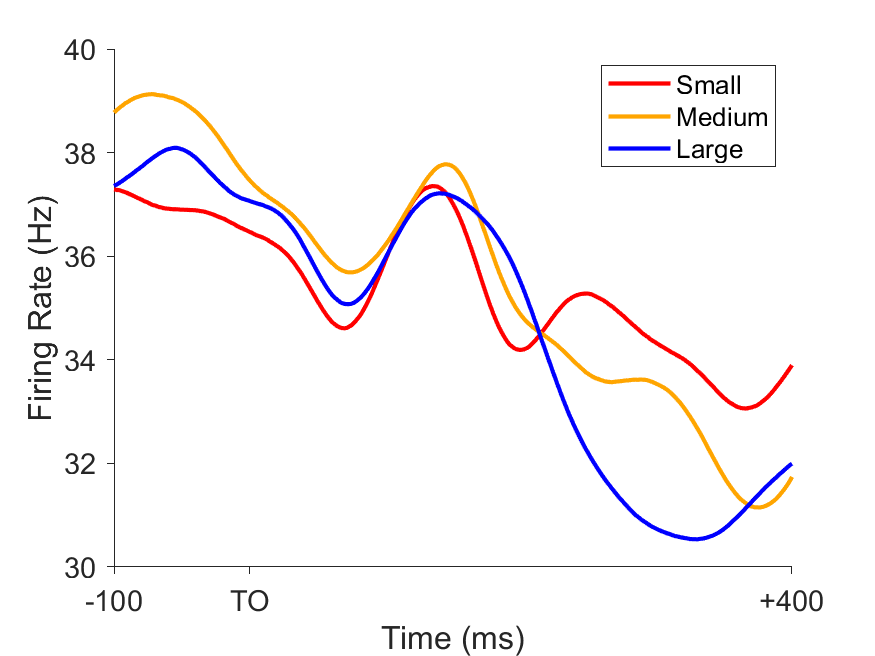 40
38
36
34
32
30
Firing Rate (Hz)
Small
Medium
Large
-100
TO
+400
Time (ms)